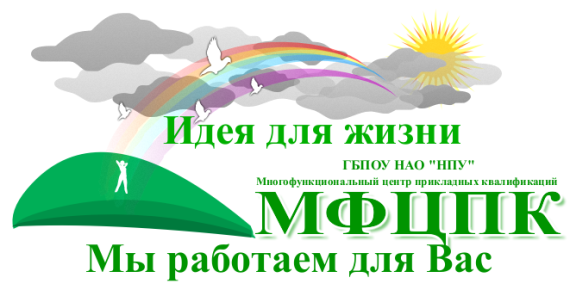 Идея для жизни
ГБПОУ НАО "НПУ"
Многофункциональный центр прикладных квалификаций
МФЦПК
Мы работаем для Вас